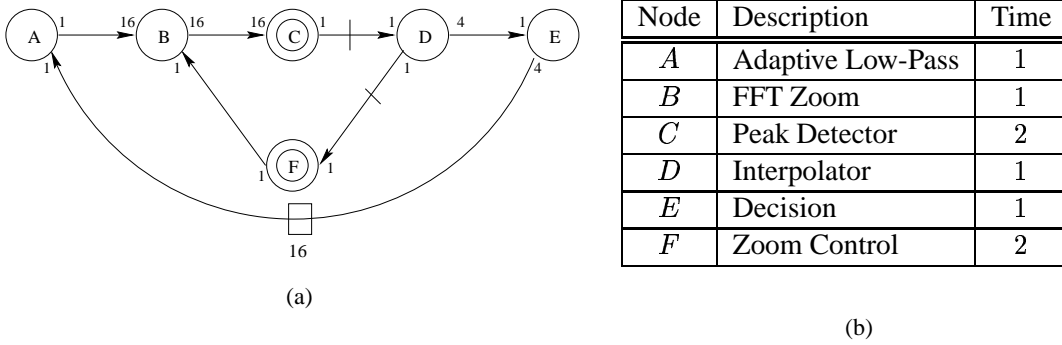 1 16 16 16 1 1 4 1
A B C D E
1 1 1 4
F
1 1
16
(a)
Node Description Time
A Adaptive Low-Pass 1
B FFT Zoom 1
C Peak Detector 2
D Interpolator 1
E Decision 1
F Zoom Control 2
(b)